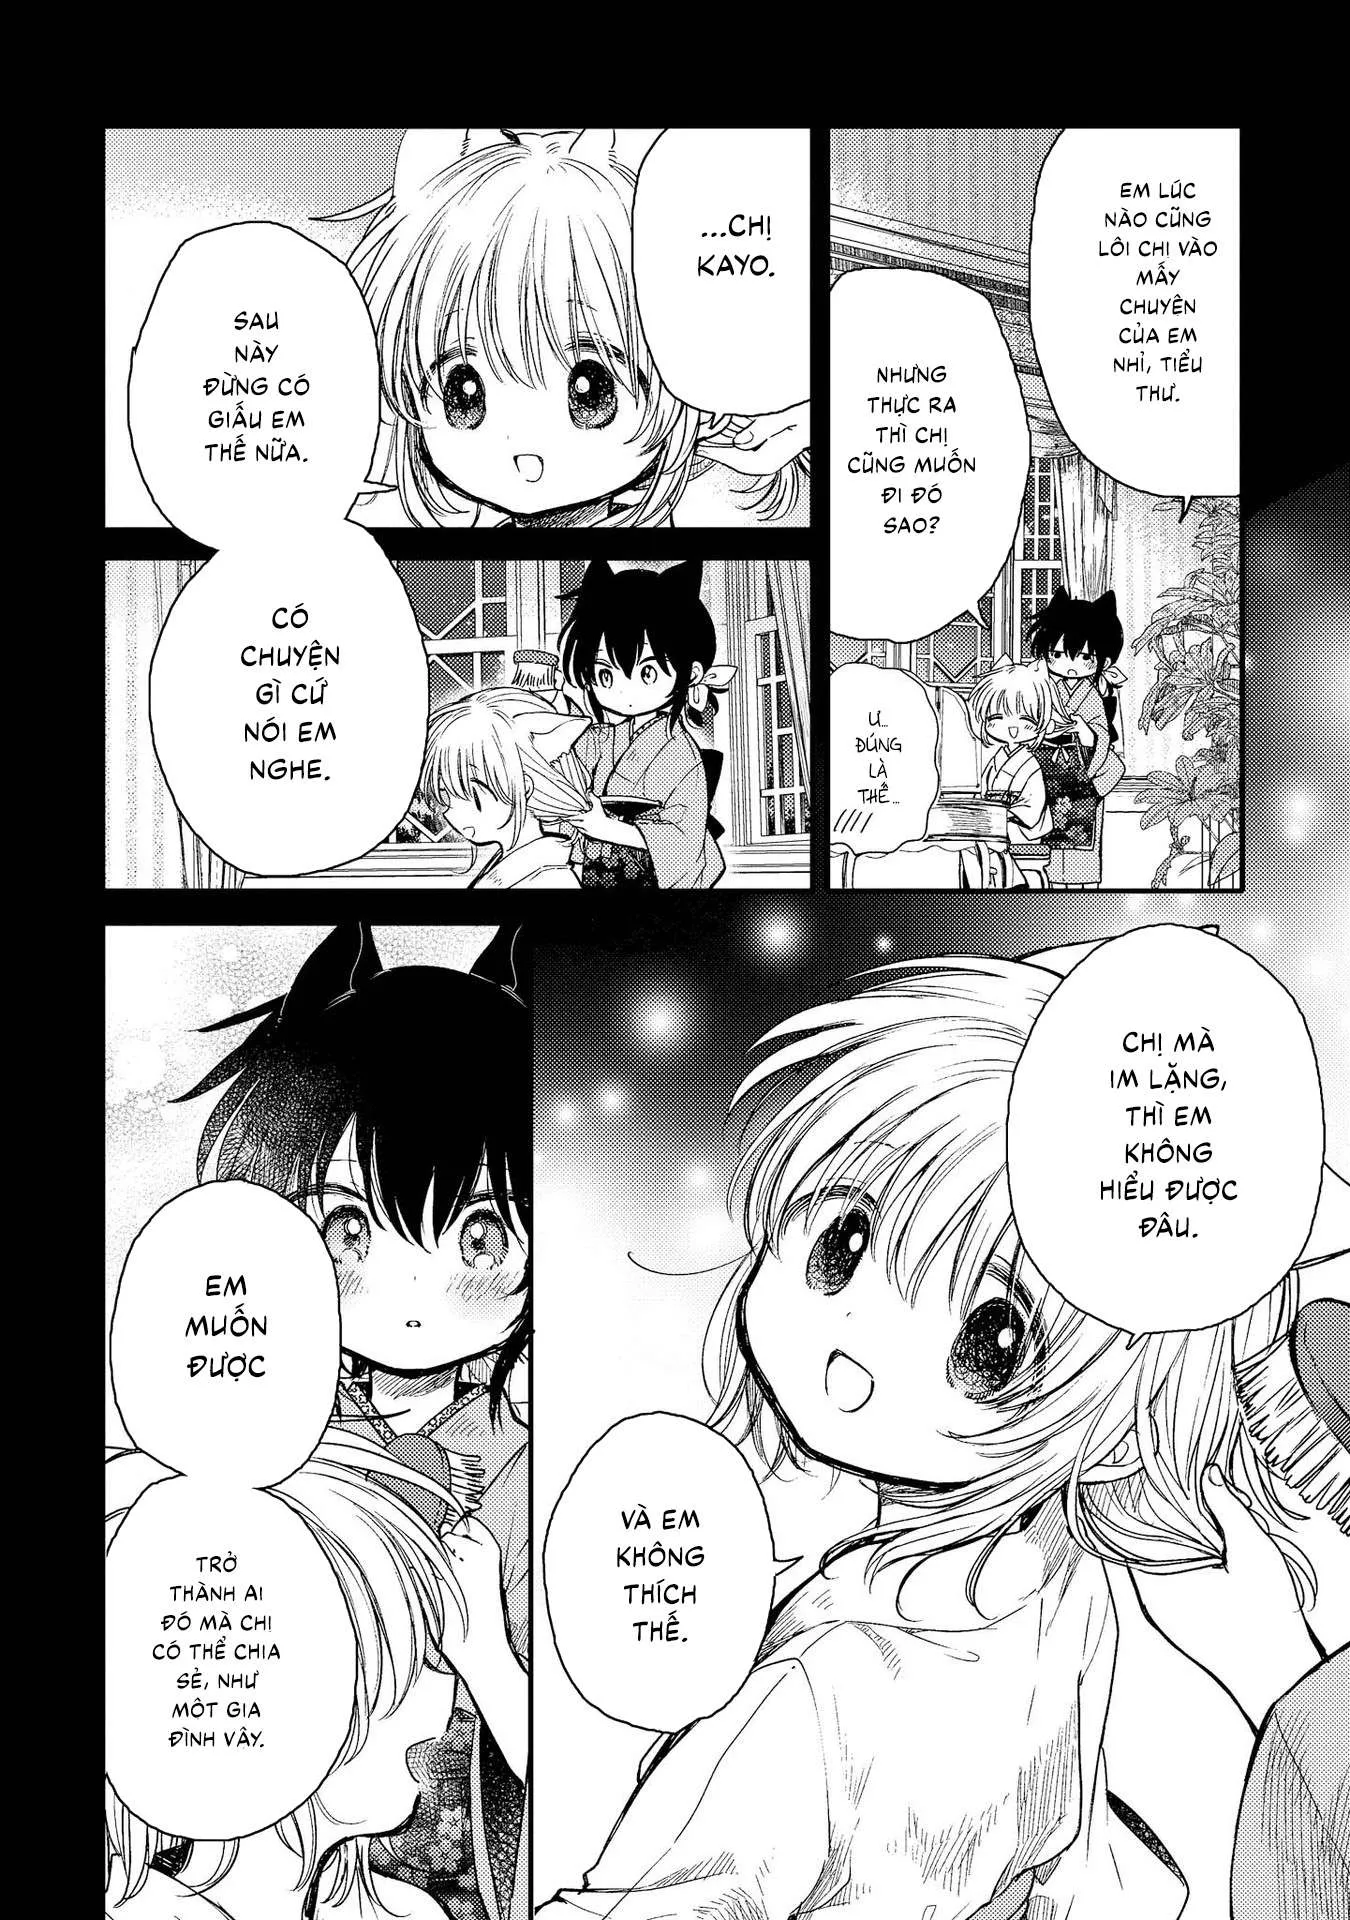 EM LÚC
NÀO CŨNG
LÔI CHỊ VÀO
MẤY
CHUYỆN
CỦA EM
NHỈ, TIỂU
THƯ.
NHƯNG
THỰC RA
THÌ CHỊ
CŨNG MUỐN
ĐI ĐÓ
SAO?
Ư...
ĐÚNG
LÀ
THẾ...
...CHỊ
KAYO.
SAU
NÀY
ĐỪNG CÓ
GIẤU EM
THẾ NỮA.
CÓ
CHUYỆN
GÌ CỨ
NÓI EM
NGHE.
CHỊ MÀ
IM LẶNG,
THÌ EM
KHÔNG
HIỂU ĐƯỢC
ĐÂU.
VÀ EM
KHÔNG
THÍCH
THẾ.
EM
MUỐN
ĐƯỢC
TRỞ
THÀNH AI
ĐÓ MÀ CHỊ
CÓ THỂ CHIA
SẺ, NHƯ
MỘT GIA
ĐÌNH VẬY.